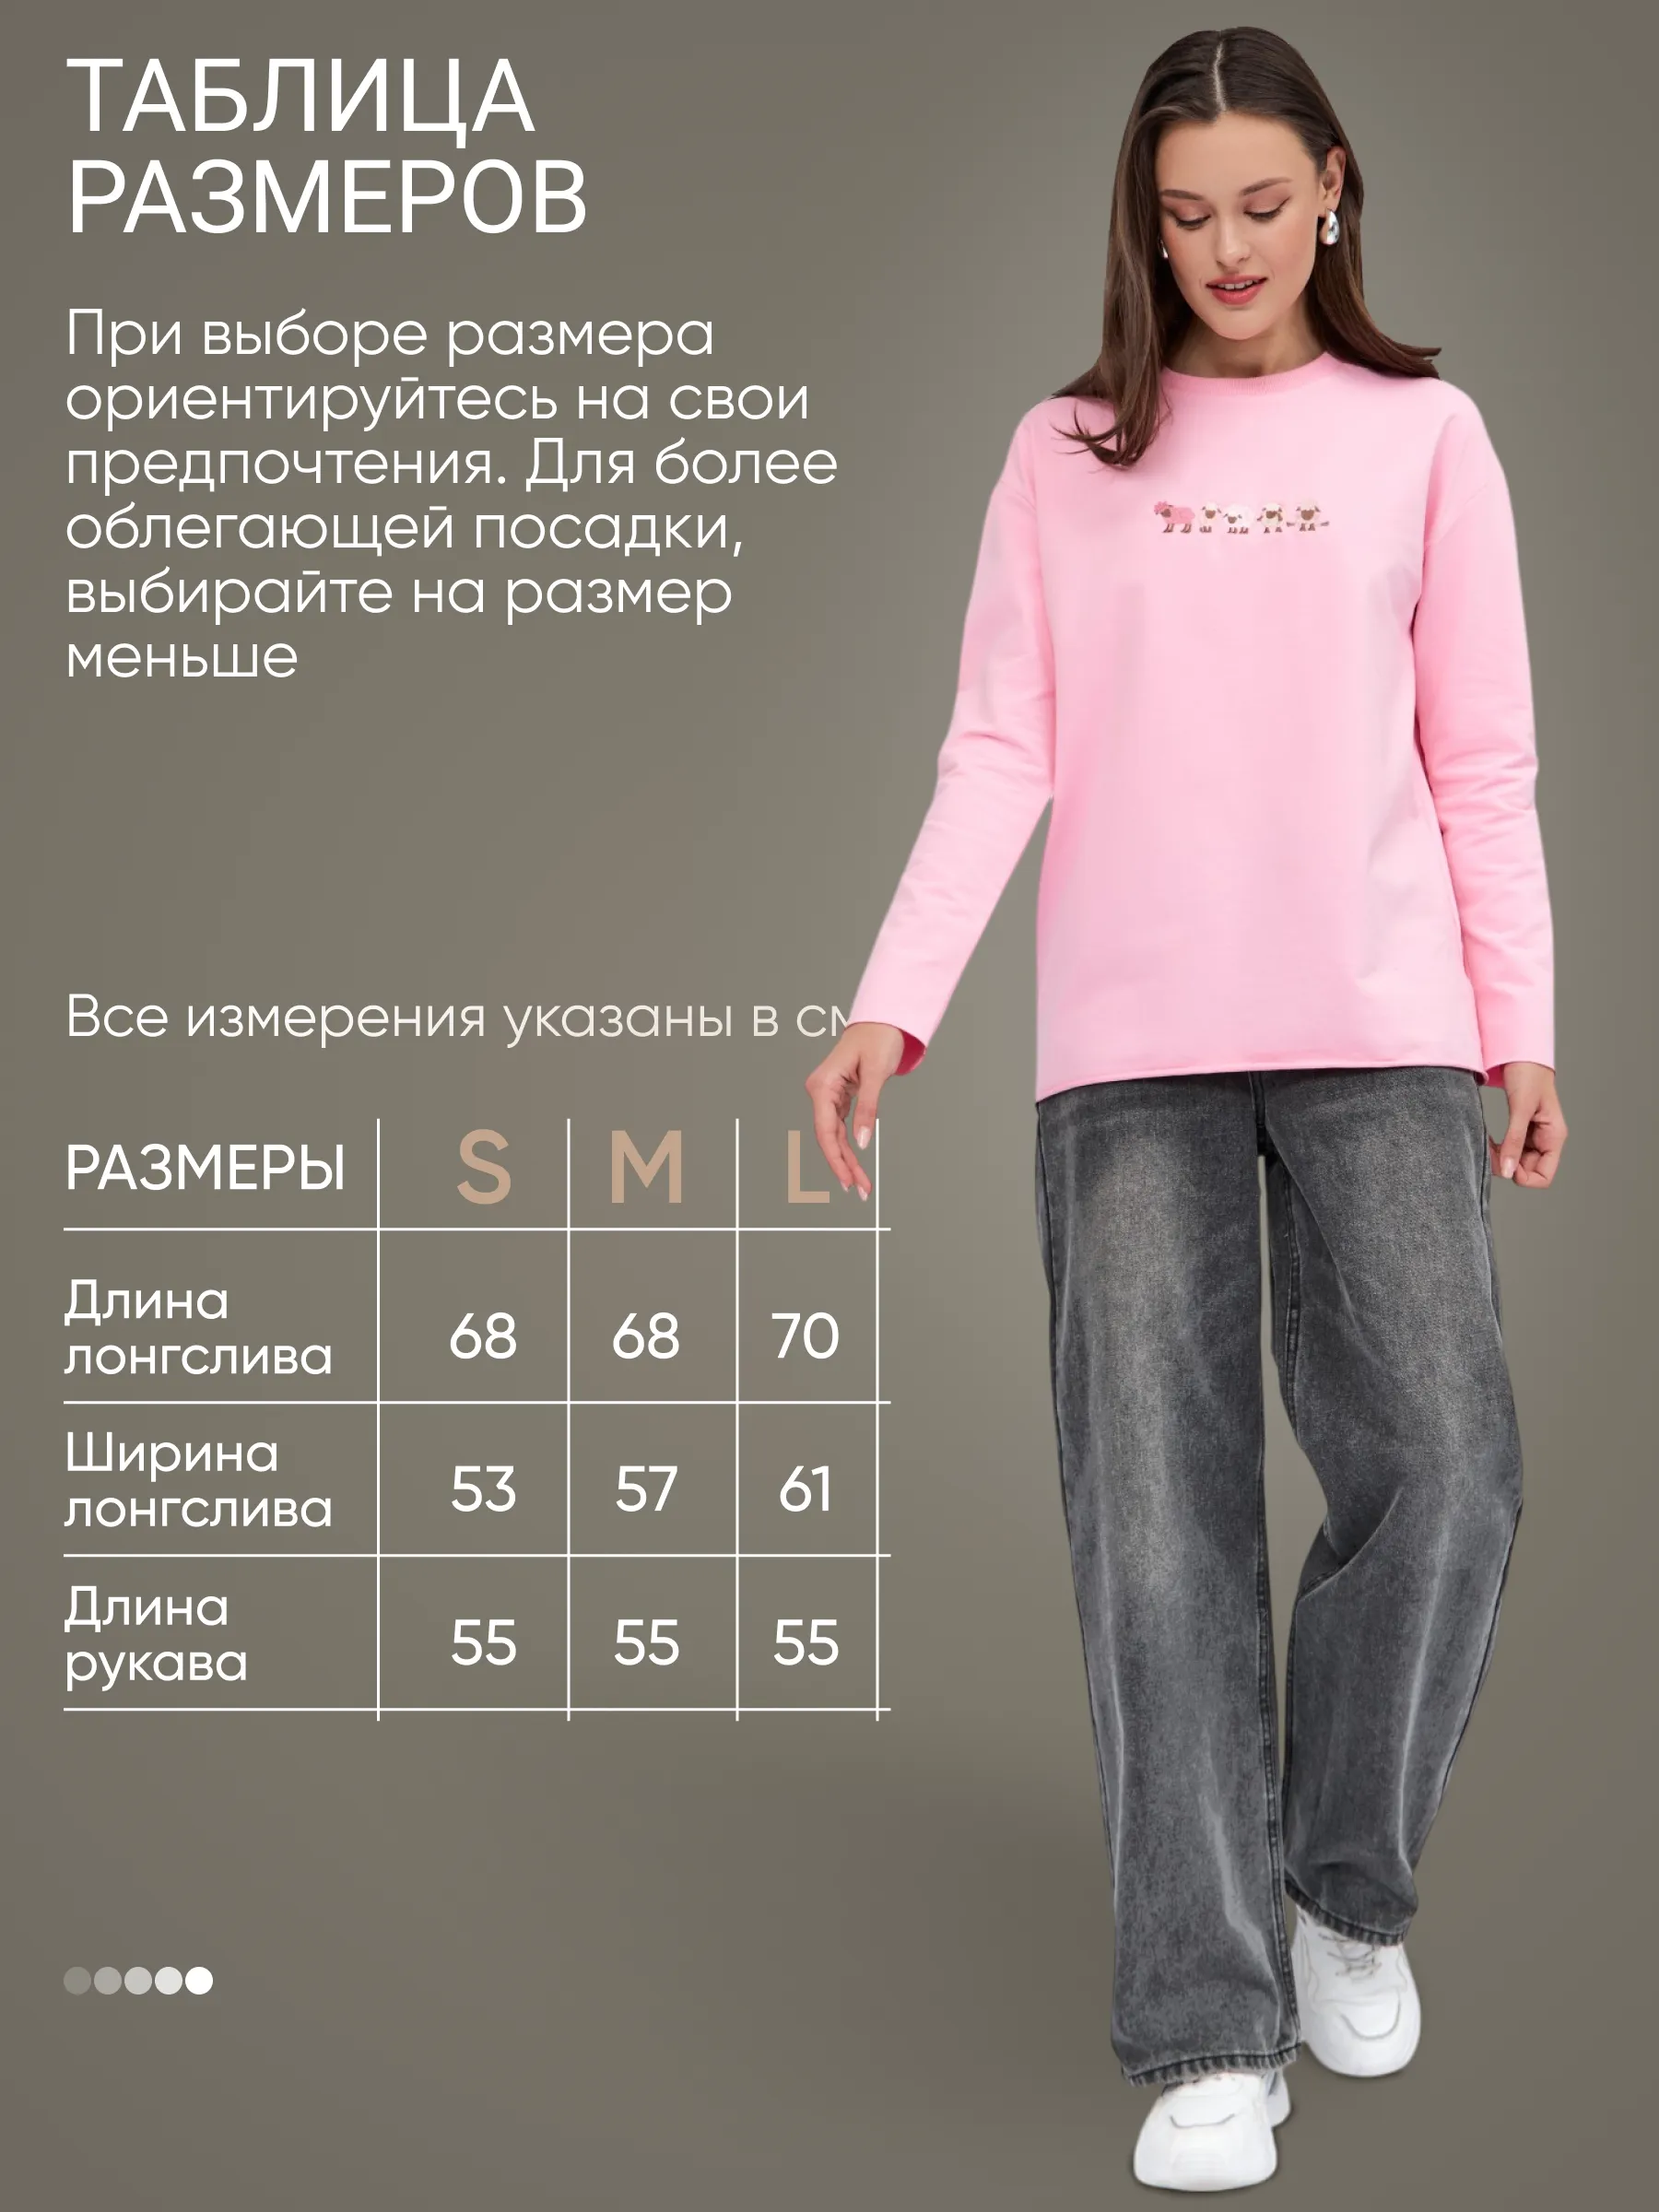 ТАБЛИЦА
РАЗМЕРОВ
При выборе размера
ориентируйтесь на свои
предпочтения. Для более
облегающей посадки,
выбирайте на размер
меньше
Все измерения указаны в см
РАЗМЕРЫ S M L
Длина
лонгслива 68 68 70
Ширина
лонгслива 53 57 61
Длина
рукава 55 55 55